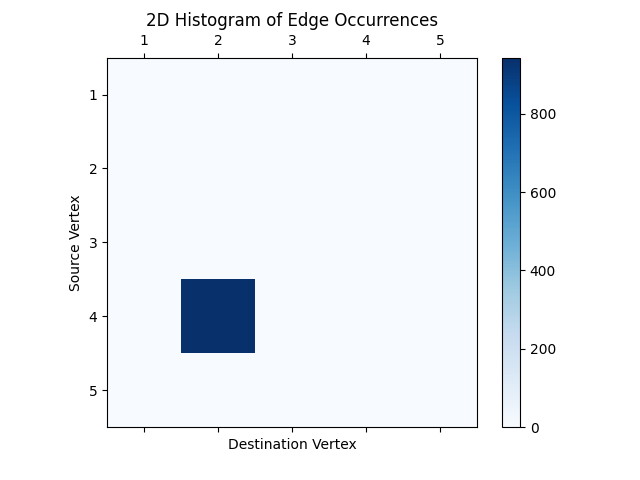 2D Histogram of Edge Occurrences
1 2 3 4 5
Source Vertex
1
2
3
4
5
Destination Vertex
800
600
400
200
0